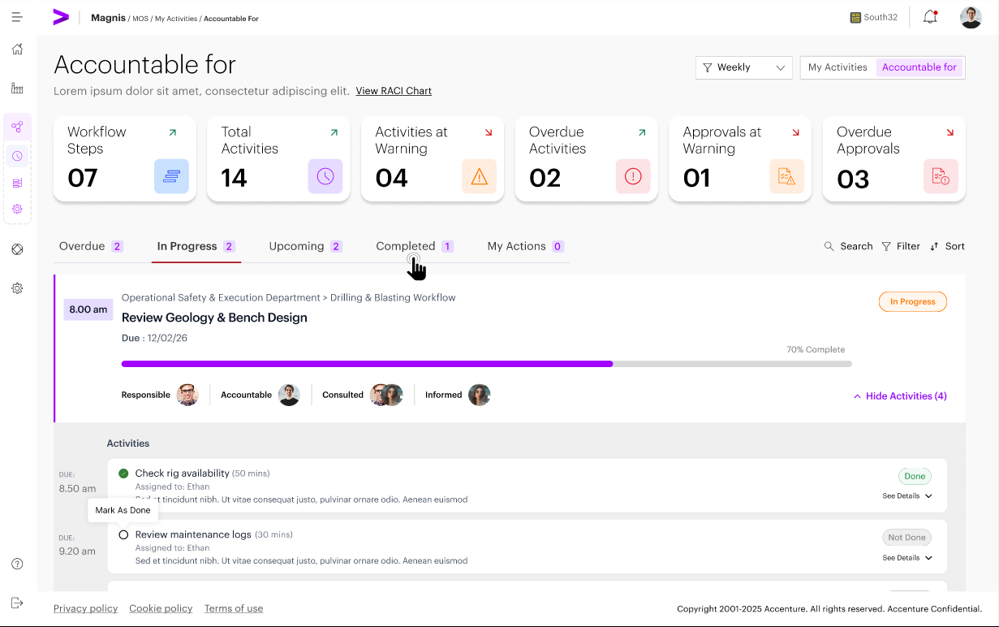 Magnis / MOS / My Activities / Accountable For
South32
Accountable for
Lorem ipsum dolor sit amet, consectetur adipiscing elit. View RACI Chart
Weekly
My Activities
Accountable for
Workflow
Steps
07
Total
Activities
14
Activities at
Warning
04
Overdue
Activities
02
Approvals at
Warning
01
Overdue
Approvals
03
Overdue 2
In Progress 2
Upcoming 2
Completed 1
My Actions 0
Search
Filter
Sort
8.00 am
Operational Safety & Execution Department > Drilling & Blasting Workflow
Review Geology & Bench Design
Due : 12/02/26
In Progress
70% Complete
Responsible
Accountable
Consulted
Informed
Hide Activities (4)
Activities
DUE:
8.50 am
Check rig availability (50 mins)
Assigned to: Ethan
Sed et tincidunt nibh. Ut vitae consequat justo, pulvinar ornare odio. Aenean euismod
Done
See Details
Mark As Done
DUE:
9.20 am
Review maintenance logs (30 mins)
Assigned to: Ethan
Sed et tincidunt nibh. Ut vitae consequat justo, pulvinar ornare odio. Aenean euismod
Not Done
See Details
Privacy policy
Cookie policy
Terms of use
Copyright 2001-2025 Accenture. All rights reserved. Accenture Confidential.